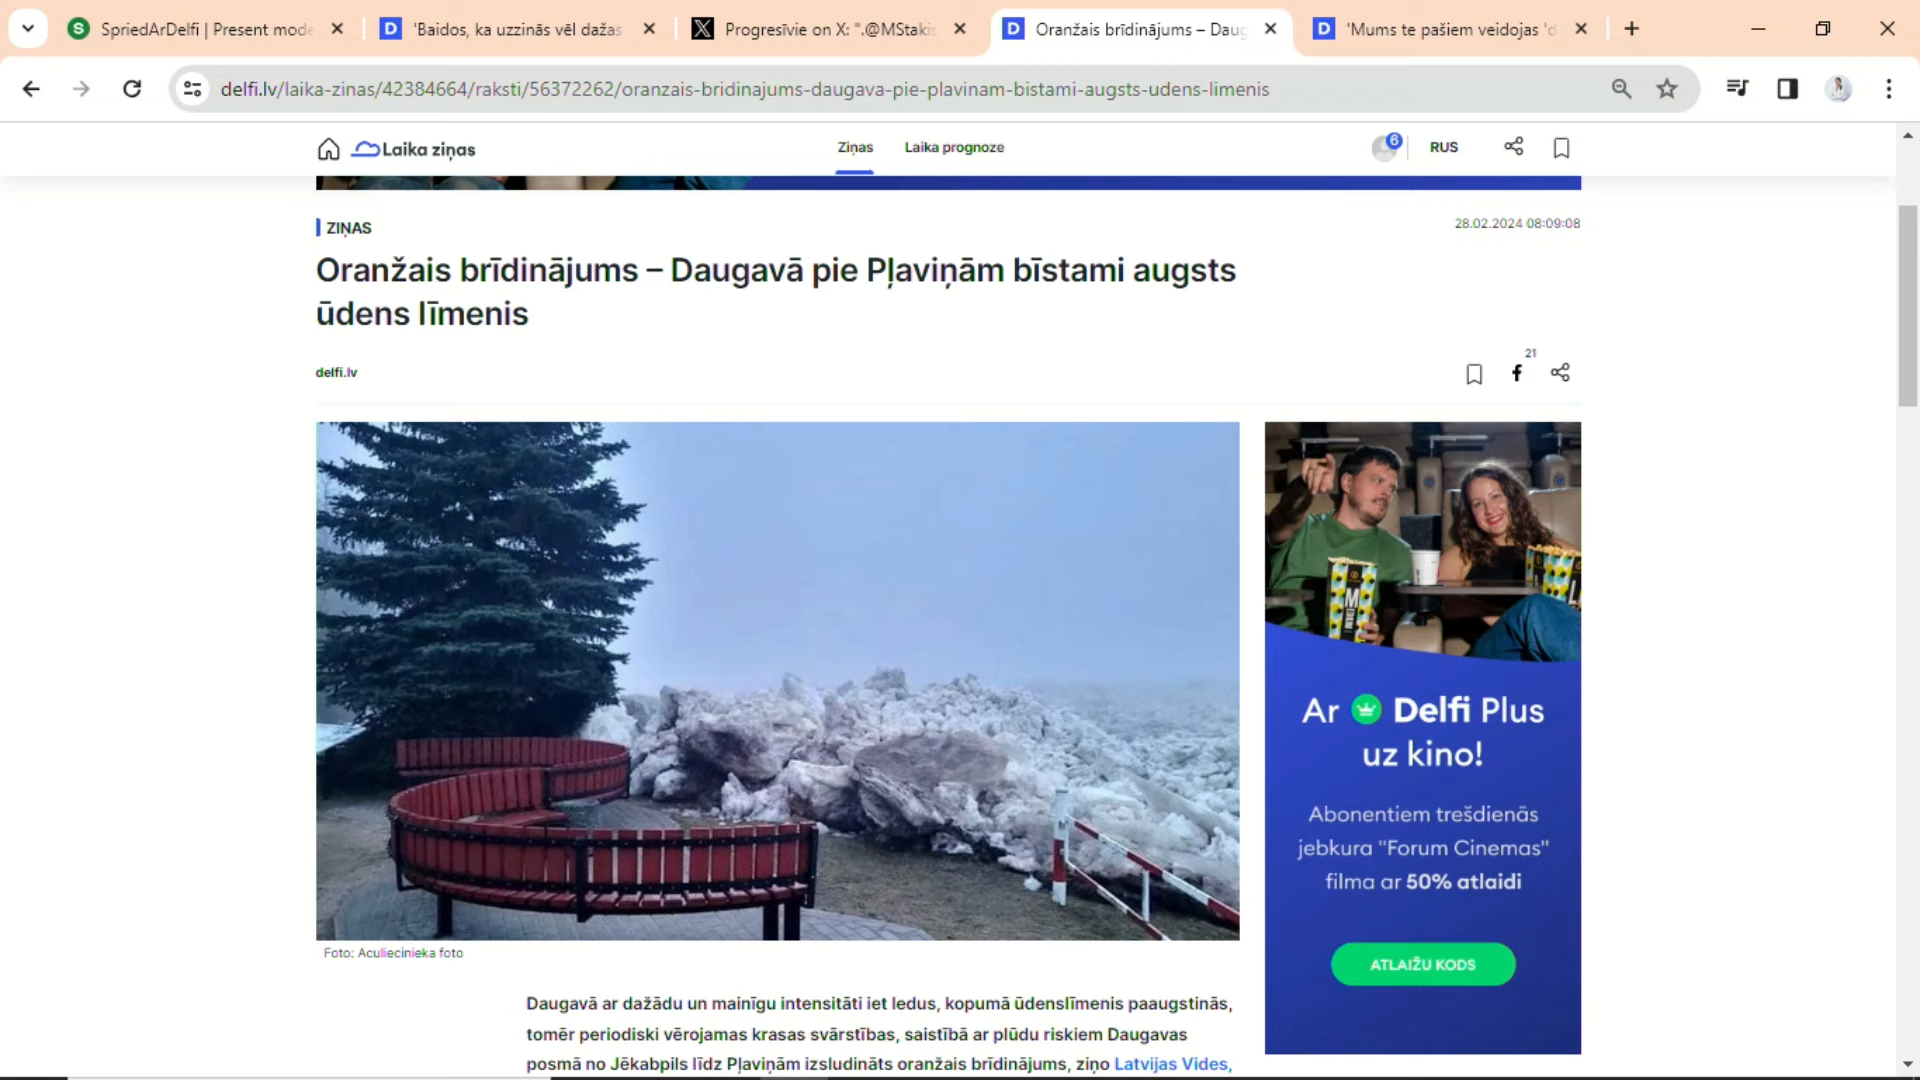 SpriedArDelfi | Present mode
'Baidos, ka uzzinās vēl dažas
Progresīvie on X: ".@MStakis
Oranžais brīdinājums – Daug
'Mums te pašiem veidojas 'd
delfi.lv/laika-zinas/42384664/raksti/56372262/oranzais-bridinajums-daugava-pie-plavinam-bistami-augsts-udens-limenis
Laika ziņas
Ziņas
Laika prognoze
6
RUS
ZIŅAS
28.02.2024 08:09:08
Oranžais brīdinājums – Daugavā pie Pļaviņām bīstami augsts
ūdens līmenis
delfi.lv
21
Ar Delfi Plus
uz kino!
Abonentiem trešdienās
jebkura "Forum Cinemas"
filma ar 50% atlaidi
ATLAIŽU KODS
Foto: Aculiecinieka foto
Daugavā ar dažādu un mainīgu intensitāti iet ledus, kopumā ūdenslīmenis paaugstinās,
tomēr periodiski vērojamas krasas svārstības, saistībā ar plūdu riskiem Daugavas
posmā no Jēkabpils līdz Pļaviņām izsludināts oranžais brīdinājums, ziņo Latvijas Vides,